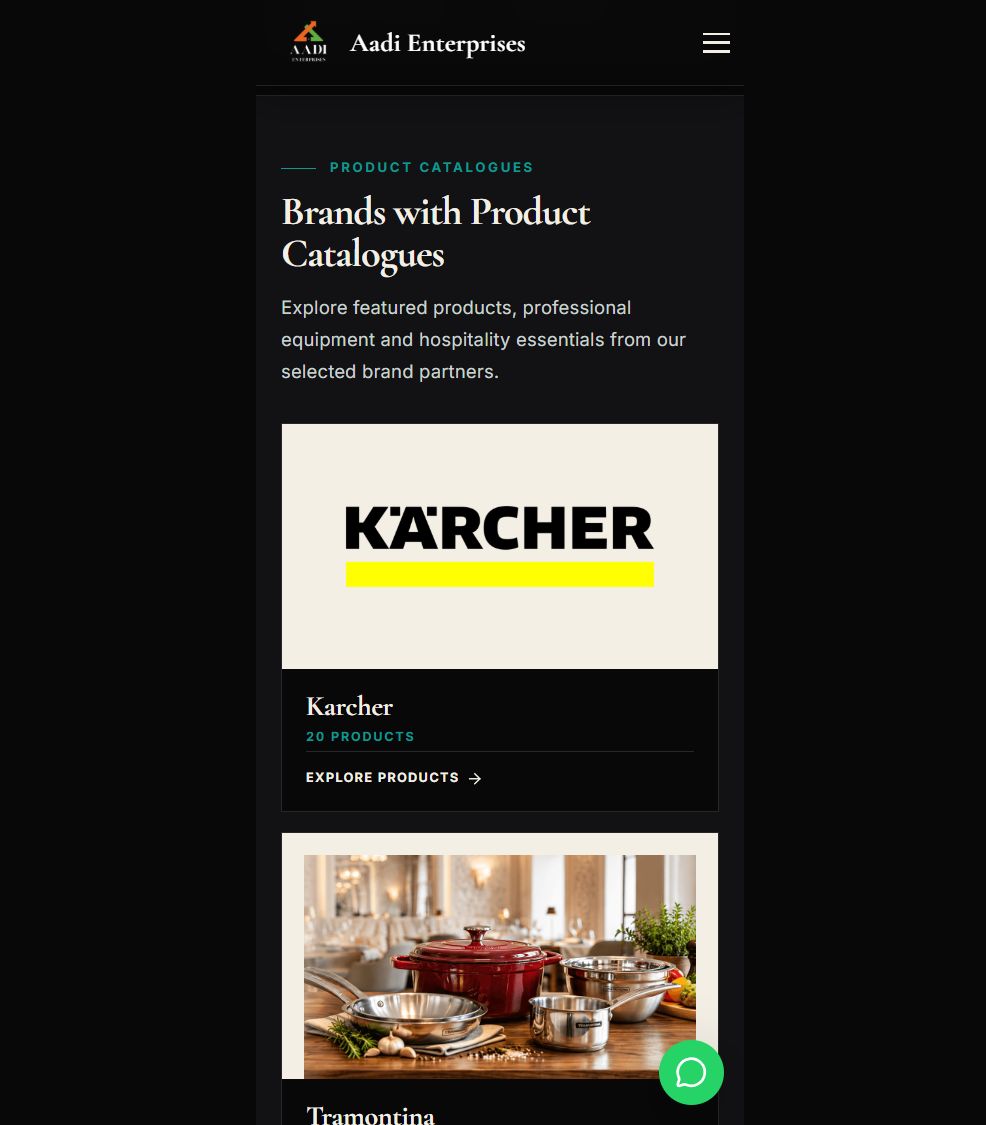 AADI
ENTERPRISES
Aadi Enterprises
PRODUCT CATALOGUES
Brands with Product
Catalogues
Explore featured products, professional
equipment and hospitality essentials from our
selected brand partners.
KÄRCHER
Karcher
20 PRODUCTS
EXPLORE PRODUCTS →
Tramontina